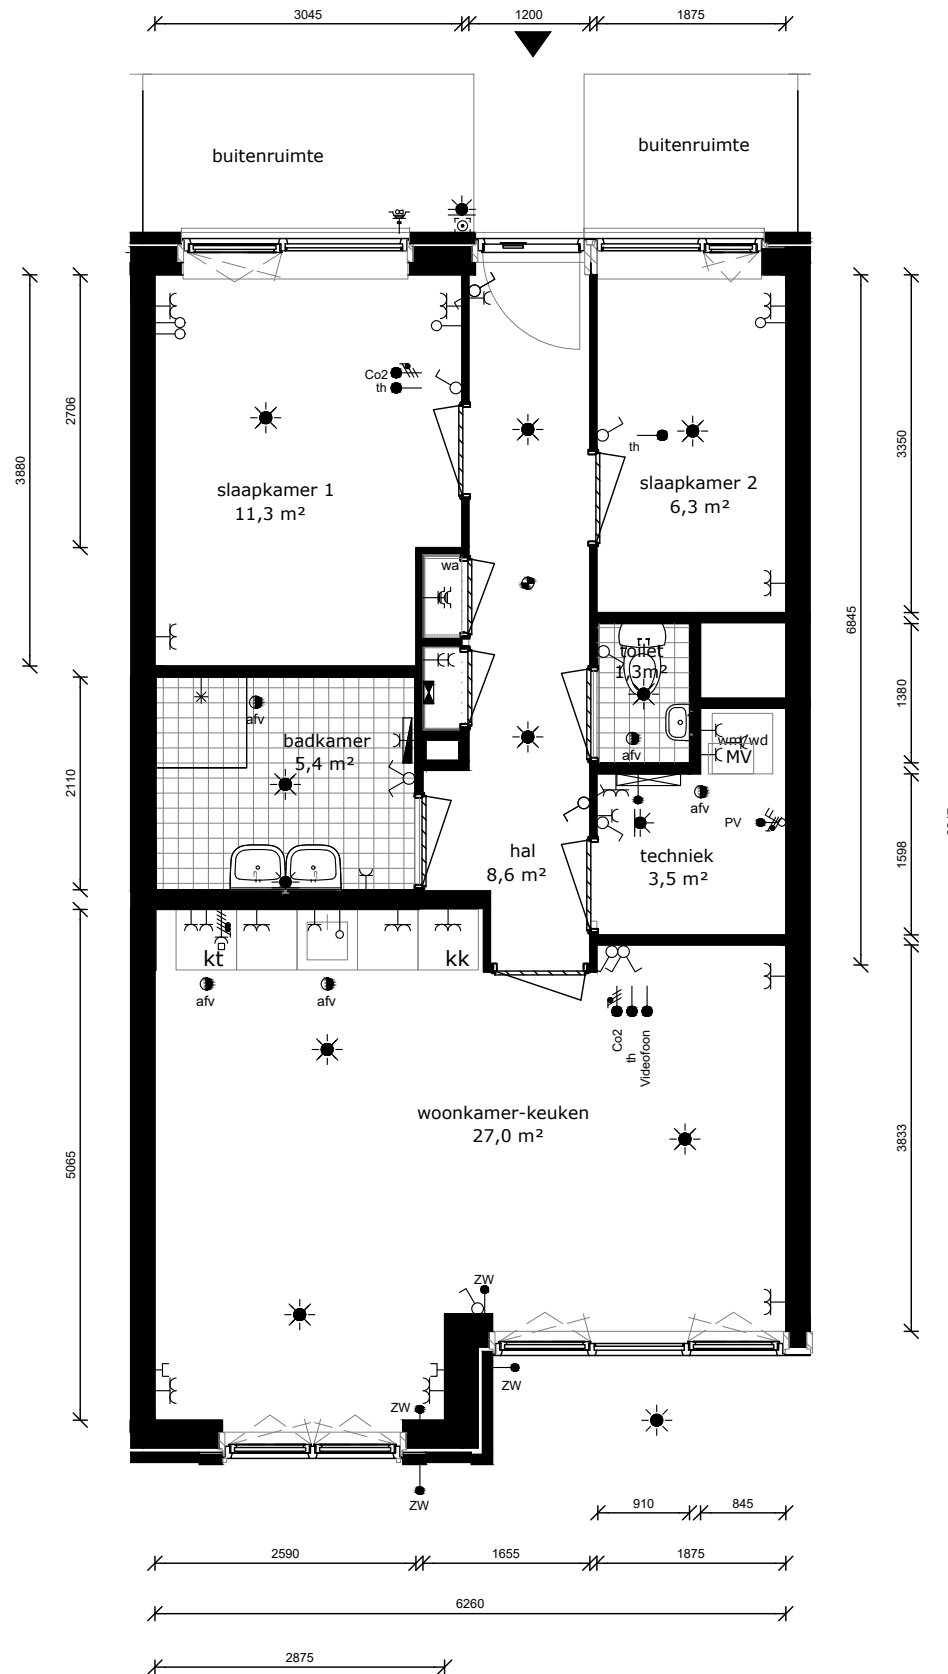 3045
1200
1875
buitenruimte
buitenruimte
3880
2706
Co2
th
slaapkamer 1
11,3 m²
th
slaapkamer 2
6,3 m²
3350
6845
wa
toilet
1,3m²
1380
afv
badkamer
5,4 m²
2110
afv
wm/wd
MV
afv
PV
hal
8,6 m²
techniek
3,5 m²
1598
kt
kk
afv
afv
Co2
th
Videofoon
woonkamer-keuken
27,0 m²
5065
3833
ZW
ZW
ZW
ZW
910
845
2590
1655
1875
6260
2875